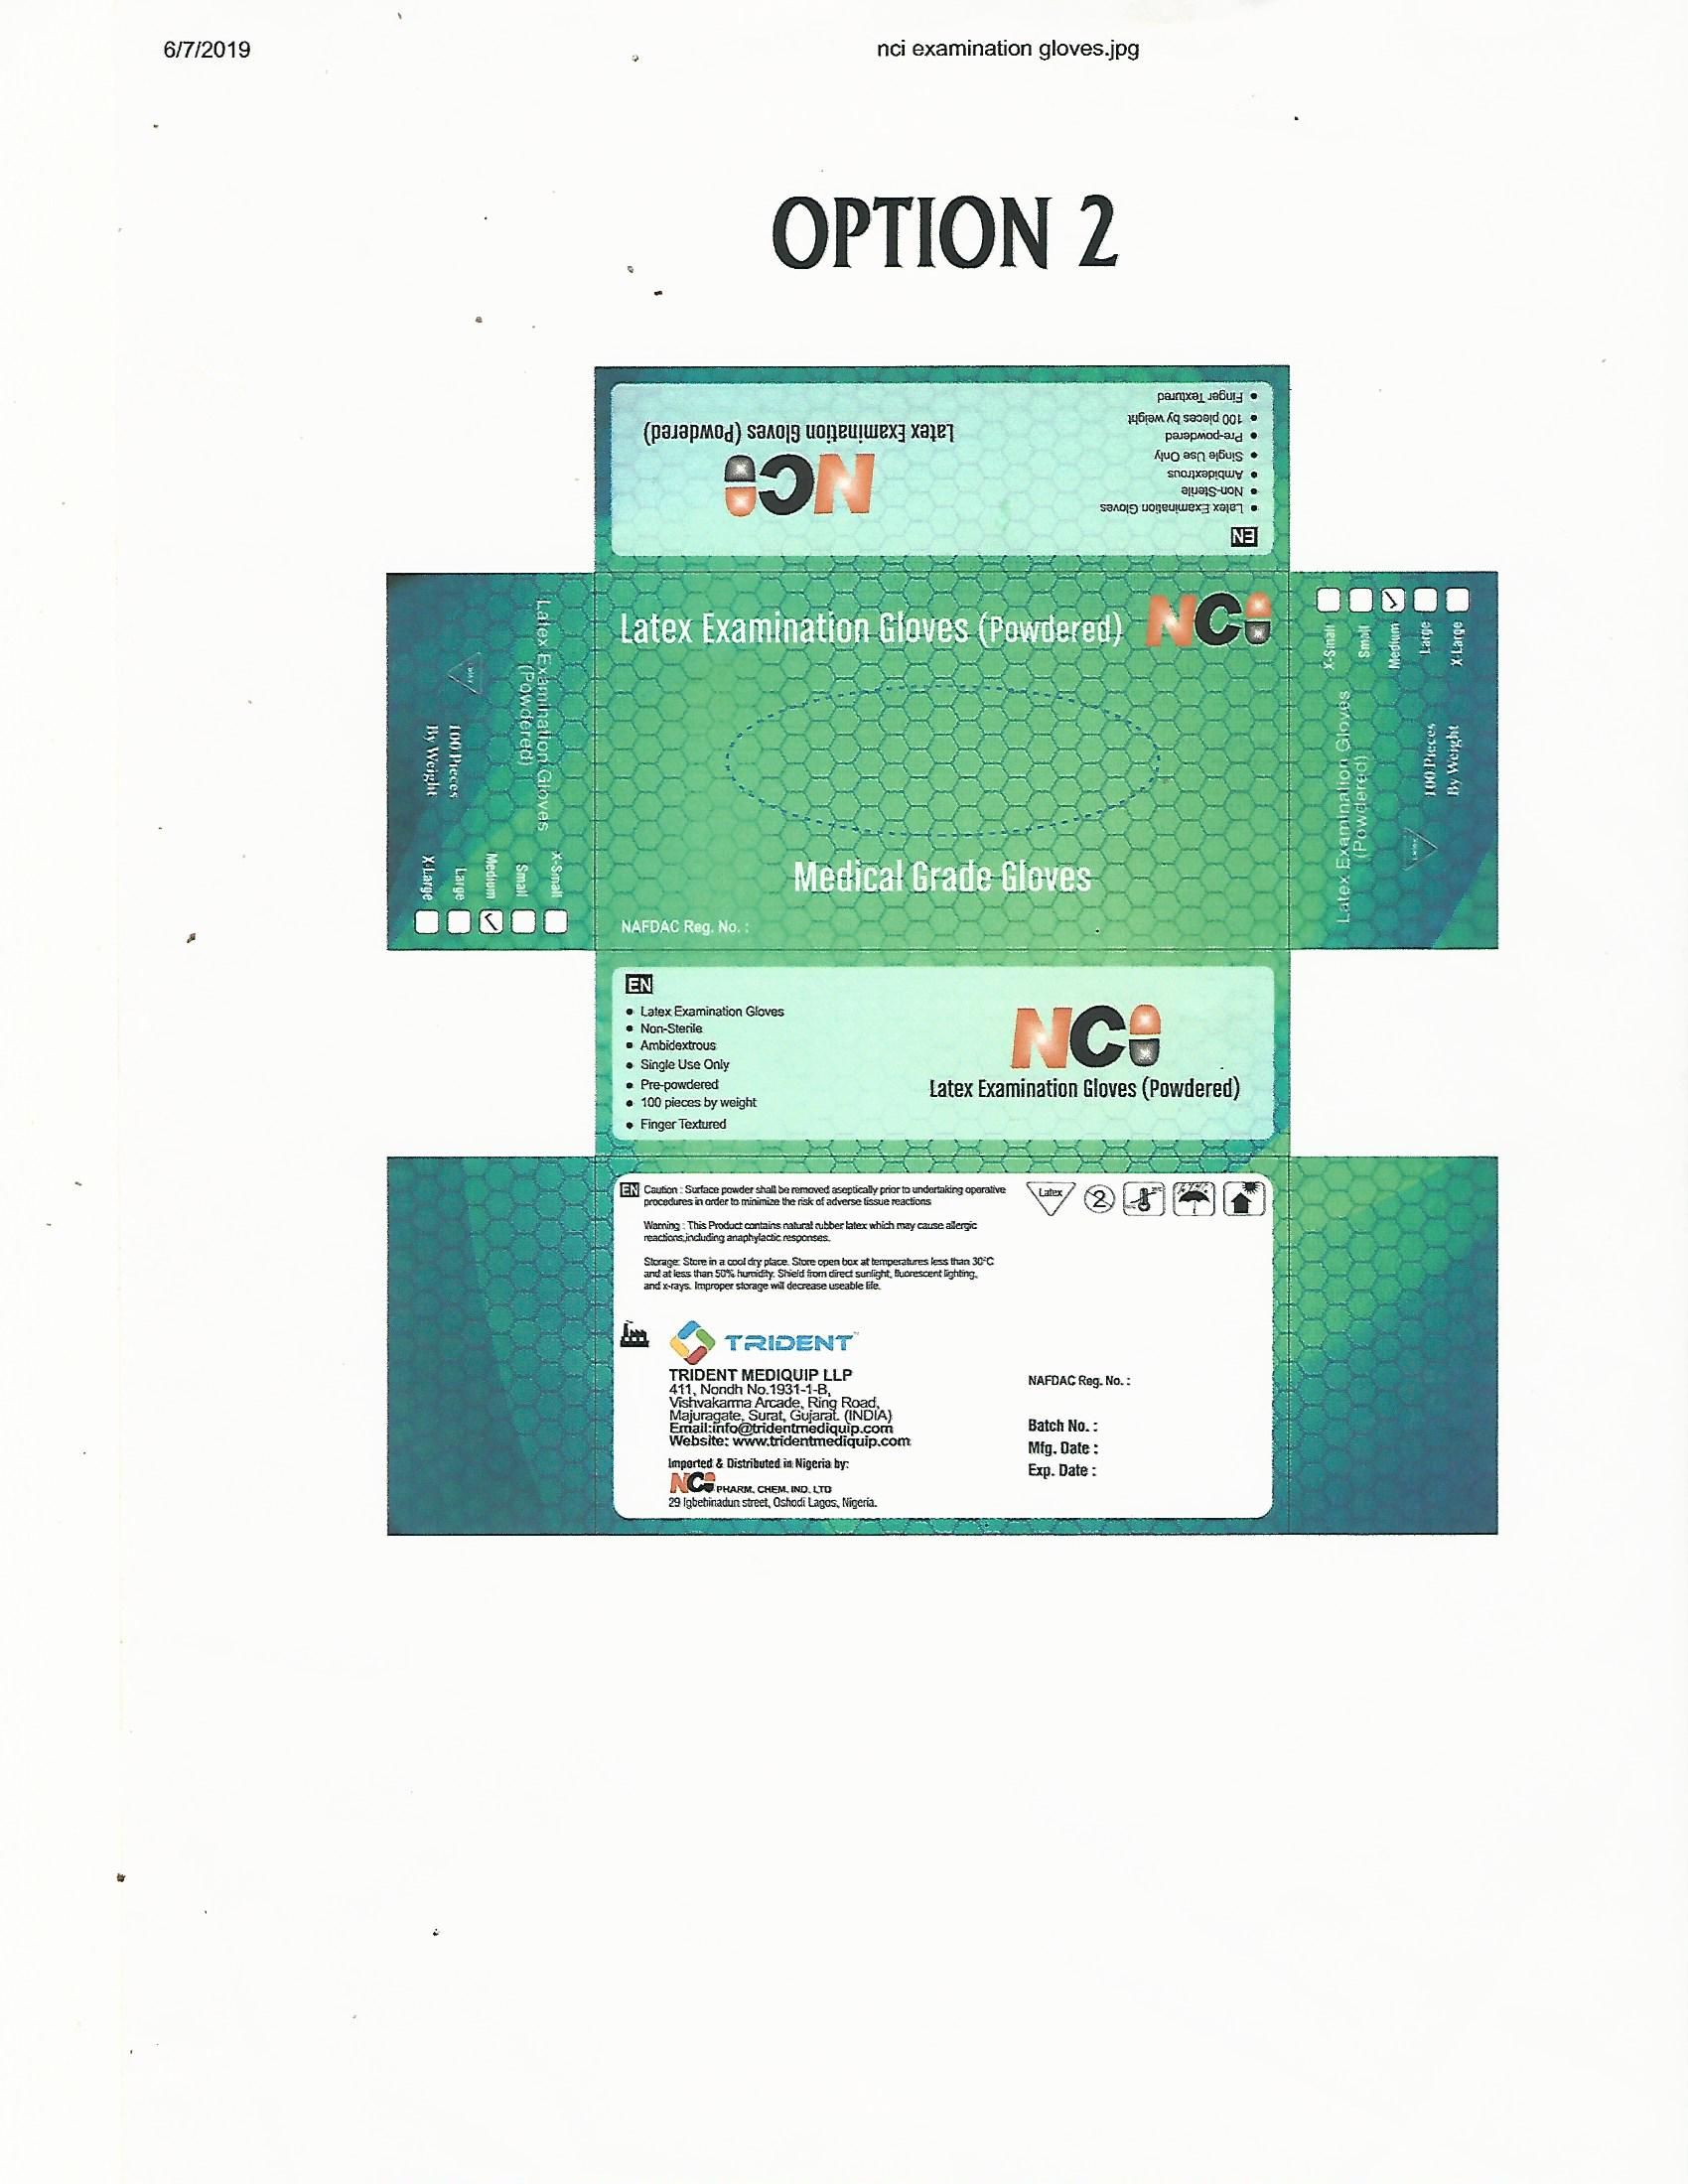 6/7/2019
nci examination gloves.jpg
OPTION 2
EN
• Latex Examination Gloves
• Non-Sterile
• Ambidextrous
• Single Use Only
• Pre-powdered
• 100 pieces by weight
• Finger Textured
NCi
Latex Examination Gloves (Powdered)
Latex Examination Gloves (Powdered)
NCi
Medical Grade Gloves
NAFDAC Reg. No. :
Latex Examination Gloves
(Powdered)
100 Pieces
By Weight
X-Small
Small
Medium
Large
X-Large
X-Small
Small
Medium
Large
X-Large
Latex Examination Gloves
(Powdered)
100 Pieces
By Weight
EN
• Latex Examination Gloves
• Non-Sterile
• Ambidextrous
• Single Use Only
• Pre-powdered
• 100 pieces by weight
• Finger Textured
NCi
Latex Examination Gloves (Powdered)
EN Caution : Surface powder shall be removed aseptically prior to undertaking operative
procedures in order to minimize the risk of adverse tissue reactions
Warning : This Product contains natural rubber latex which may cause allergic
reactions,including anaphylactic responses.
Storage: Store in a cool dry place. Store open box at temperatures less than 30°C
and at less than 50% humidity. Shield from direct sunlight, fluorescent lighting,
and x-rays. Improper storage will decrease useable life.
Latex
2
TRIDENT
TRIDENT MEDIQUIP LLP
411, Nondh No.1931-1-B,
Vishvakarma Arcade, Ring Road,
Majuragate, Surat, Gujarat. (INDIA)
Email:info@tridentmediquip.com
Website: www.tridentmediquip.com
Imported & Distributed in Nigeria by:
NCi PHARM. CHEM. IND. LTD
29 Igbehinadun street, Oshodi Lagos, Nigeria.
NAFDAC Reg. No. :
Batch No. :
Mfg. Date :
Exp. Date :